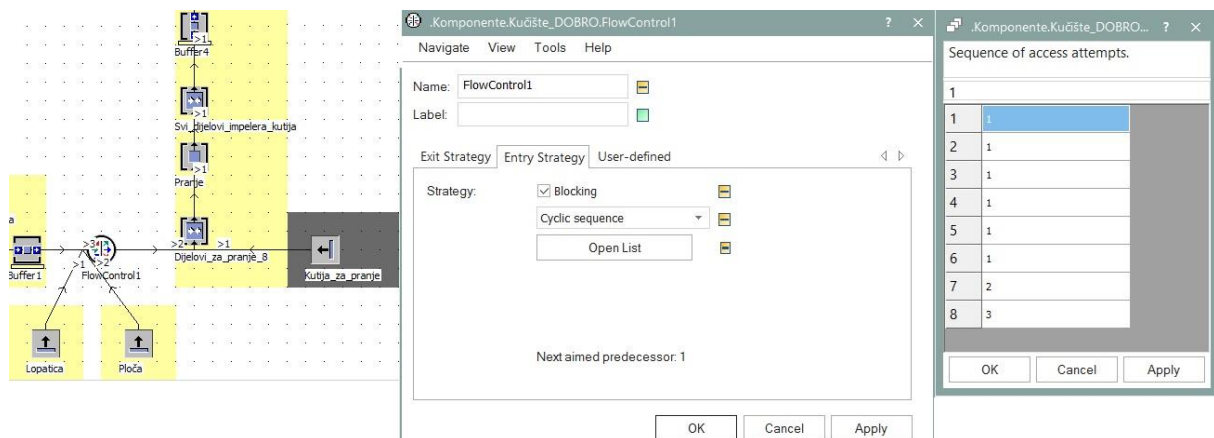 >1
Buffer4
>1
Svi_dijelovi_impelera_kutija
>1
Pranje
a
>3
>2
>1
Buffer1
>1
>2
FlowControl1
Dijelovi_za_pranje_8
Kutija_za_pranje
Lopatica
Ploča
.Komponente.Kučište_DOBRO.FlowControl1 ? ×
Navigate View Tools Help
Name: FlowControl1
Label:
Exit Strategy Entry Strategy User-defined
Strategy: Blocking
Cyclic sequence
Open List
Next aimed predecessor: 1
OK Cancel Apply
.Komponente.Kučište_DOBRO... ? ×
Sequence of access attempts.
1
1 1
2 1
3 1
4 1
5 1
6 1
7 2
8 3
OK Cancel Apply